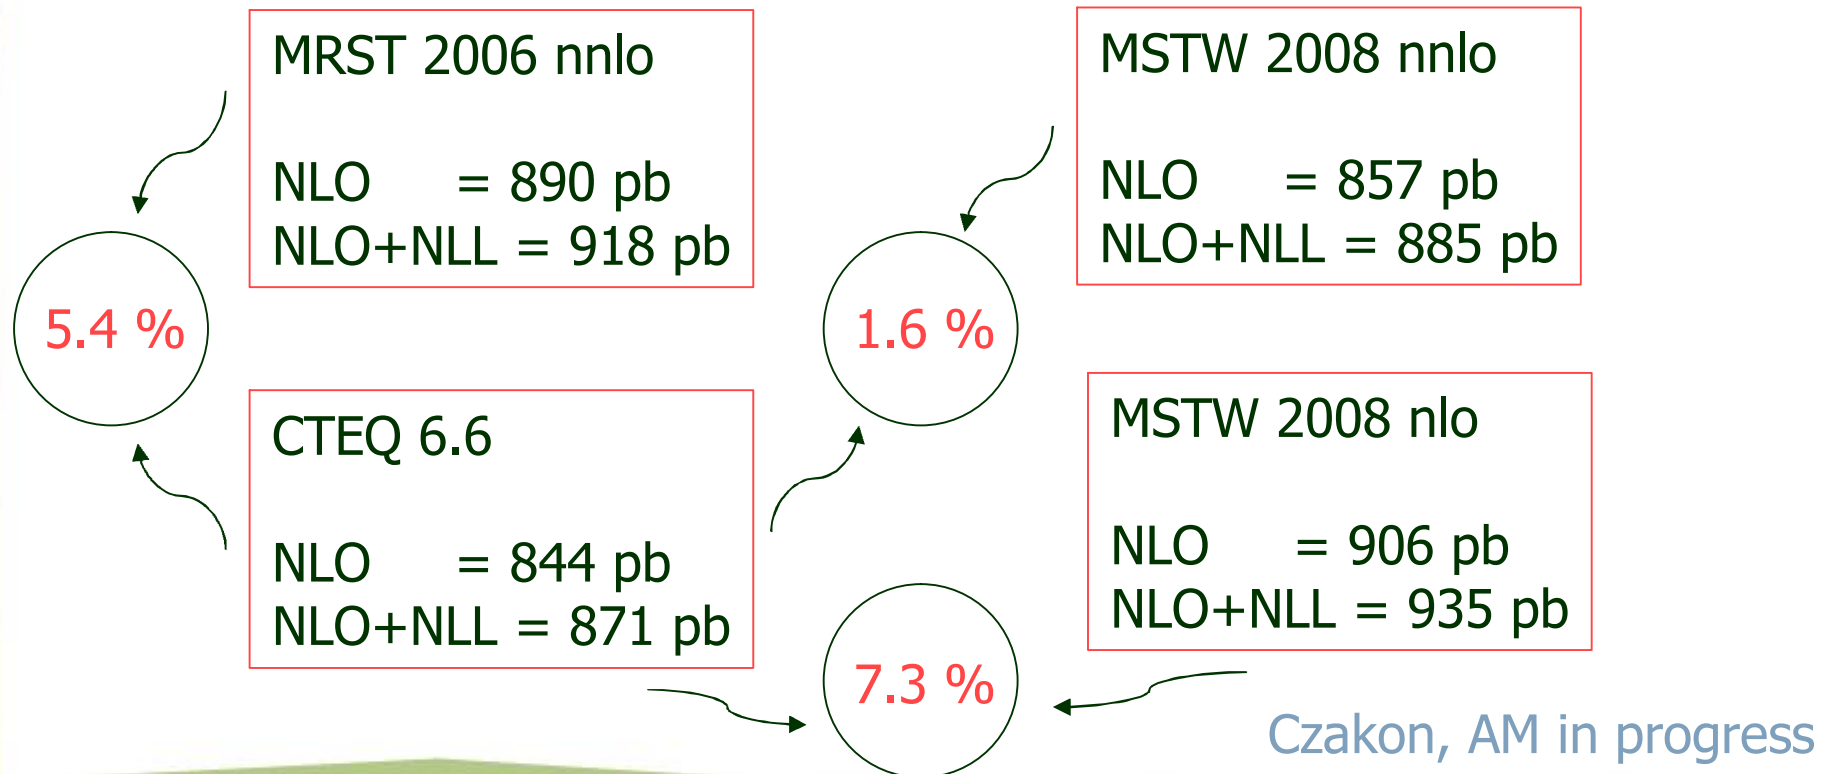 MRST 2006 nnlo
NLO = 890 pb
NLO+NLL = 918 pb
MSTW 2008 nnlo
NLO = 857 pb
NLO+NLL = 885 pb
5.4 %
1.6 %
CTEQ 6.6
NLO = 844 pb
NLO+NLL = 871 pb
MSTW 2008 nlo
NLO = 906 pb
NLO+NLL = 935 pb
7.3 %
Czakon, AM in progress